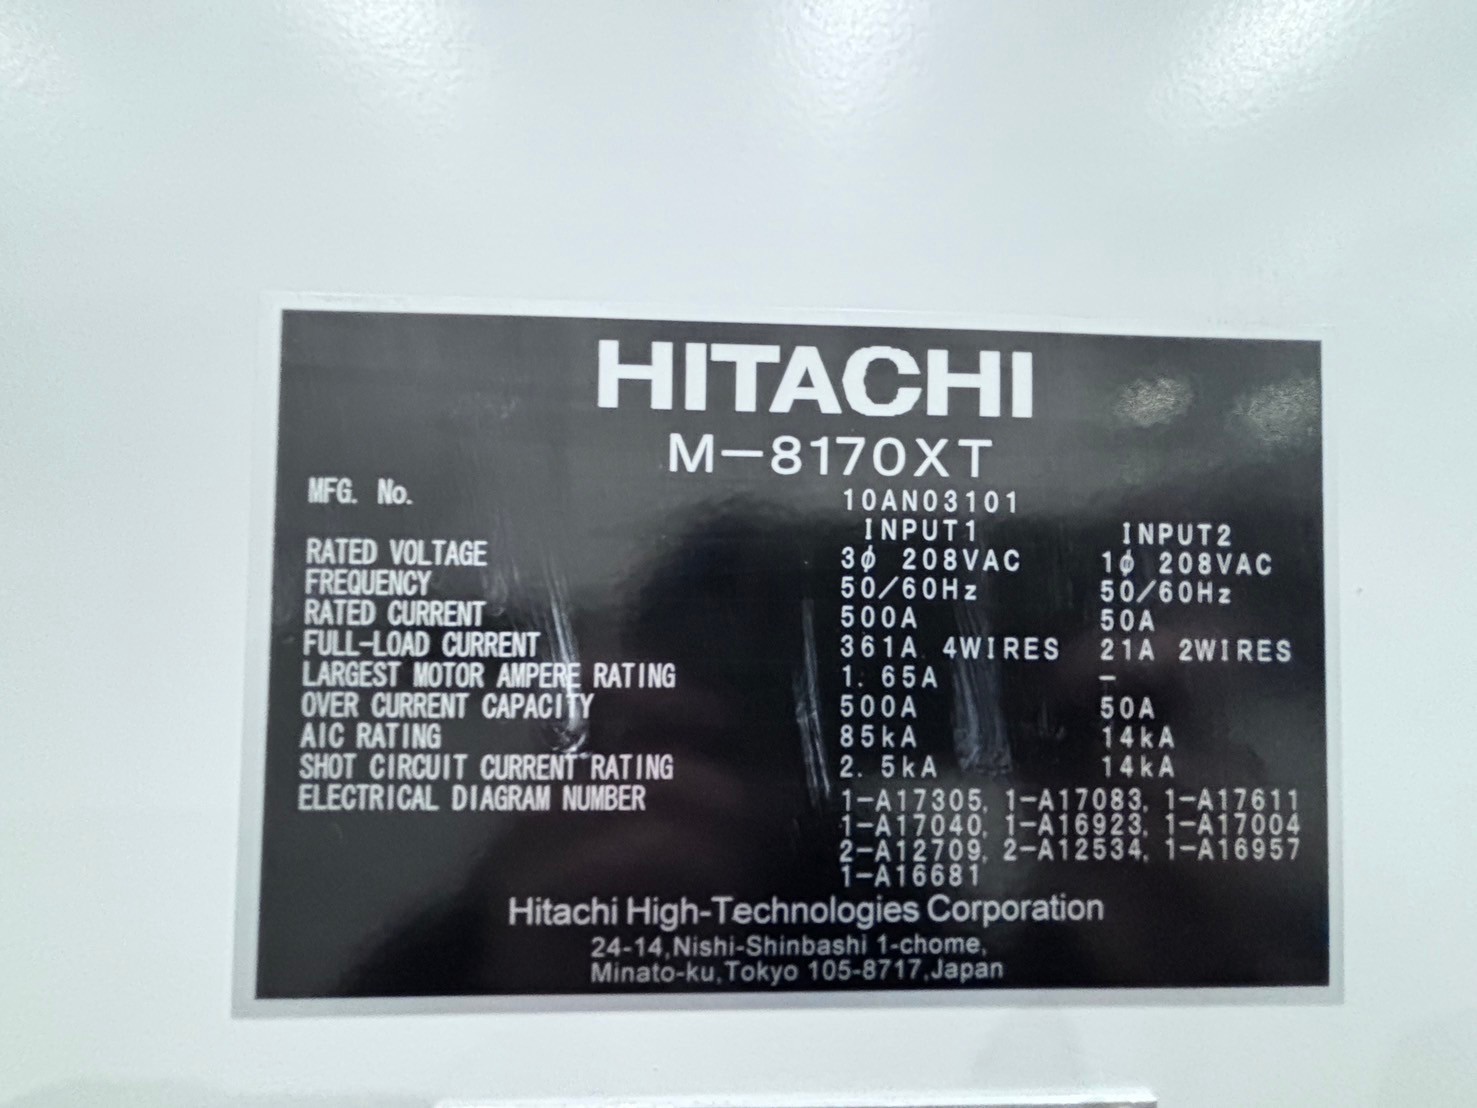 HITACHI
M-8170XT
MFG. No. 10AN03101
INPUT1 INPUT2
RATED VOLTAGE 3ϕ 208VAC 1ϕ 208VAC
FREQUENCY 50/60Hz 50/60Hz
RATED CURRENT 500A 50A
FULL-LOAD CURRENT 361A 4WIRES 21A 2WIRES
LARGEST MOTOR AMPERE RATING 1.65A -
OVER CURRENT CAPACITY 500A 50A
AIC RATING 85kA 14kA
SHOT CIRCUIT CURRENT RATING 2.5kA 14kA
ELECTRICAL DIAGRAM NUMBER 1-A17305, 1-A17083, 1-A17611
1-A17040, 1-A16923, 1-A17004
2-A12709, 2-A12534, 1-A16957
1-A16681
Hitachi High-Technologies Corporation
24-14,Nishi-Shinbashi 1-chome,
Minato-ku,Tokyo 105-8717,Japan